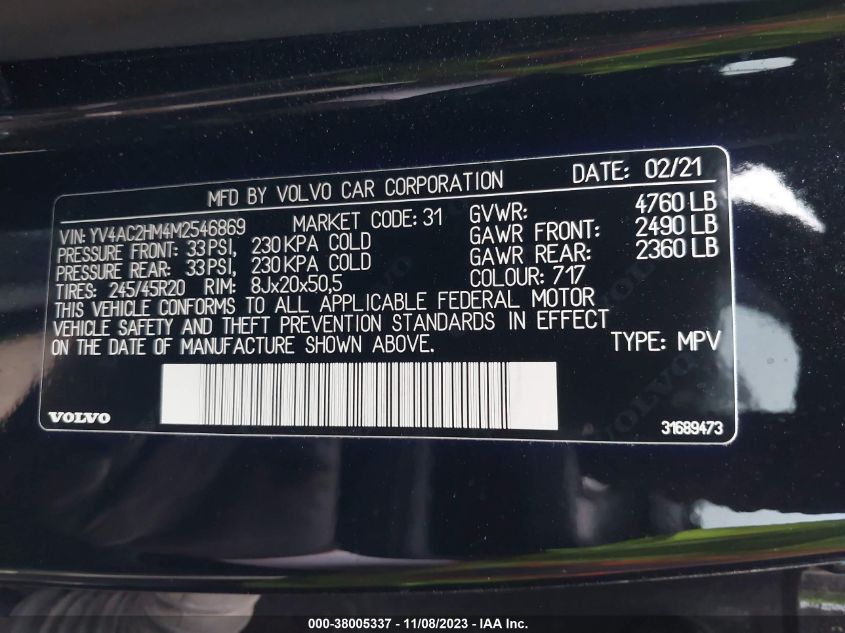 MFD BY VOLVO CAR CORPORATION DATE: 02/21
VIN: YV4AC2HM4M2546869 MARKET CODE: 31 GVWR: 4760 LB
PRESSURE FRONT: 33 PSI, 230 KPA COLD GAWR FRONT: 2490 LB
PRESSURE REAR: 33 PSI, 230 KPA COLD GAWR REAR: 2360 LB
TIRES: 245/45R20 RIM: 8Jx20x50,5 COLOUR: 717
THIS VEHICLE CONFORMS TO ALL APPLICABLE FEDERAL MOTOR
VEHICLE SAFETY AND THEFT PREVENTION STANDARDS IN EFFECT
ON THE DATE OF MANUFACTURE SHOWN ABOVE. TYPE: MPV
VOLVO 31689473
000-38005337 - 11/08/2023 - IAA Inc.